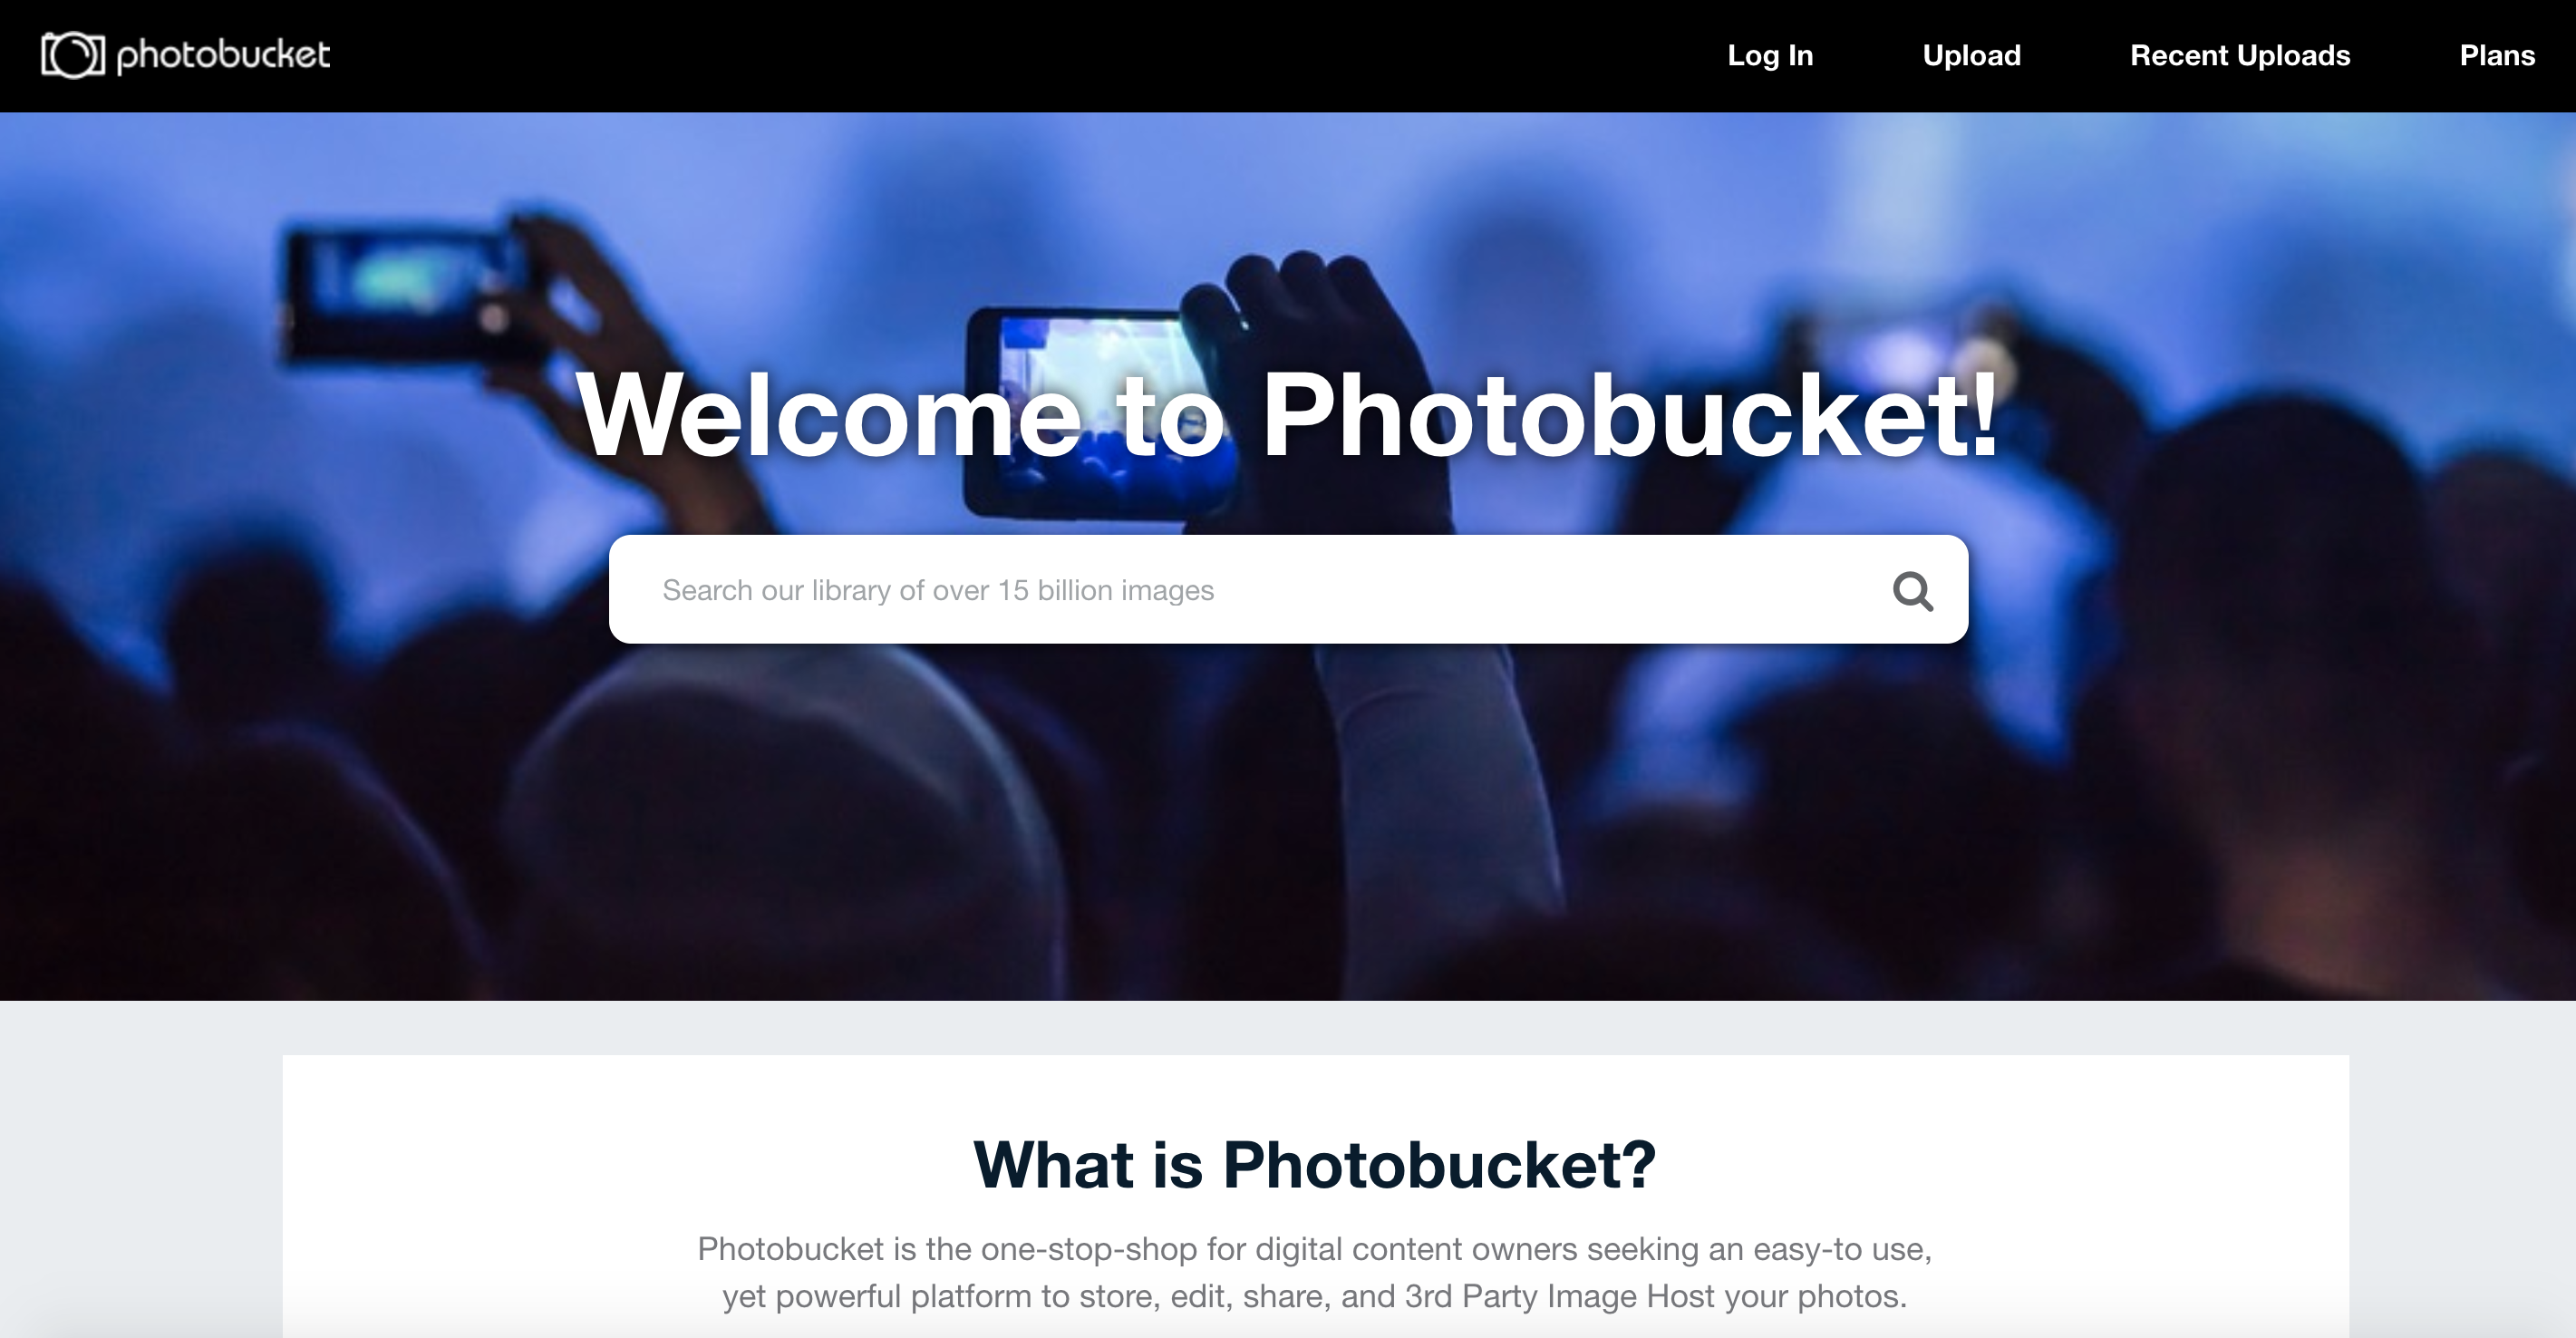 photobucket
Log In
Upload
Recent Uploads
Plans
Welcome to Photobucket!
Search our library of over 15 billion images
What is Photobucket?
Photobucket is the one-stop-shop for digital content owners seeking an easy-to use,
yet powerful platform to store, edit, share, and 3rd Party Image Host your photos.